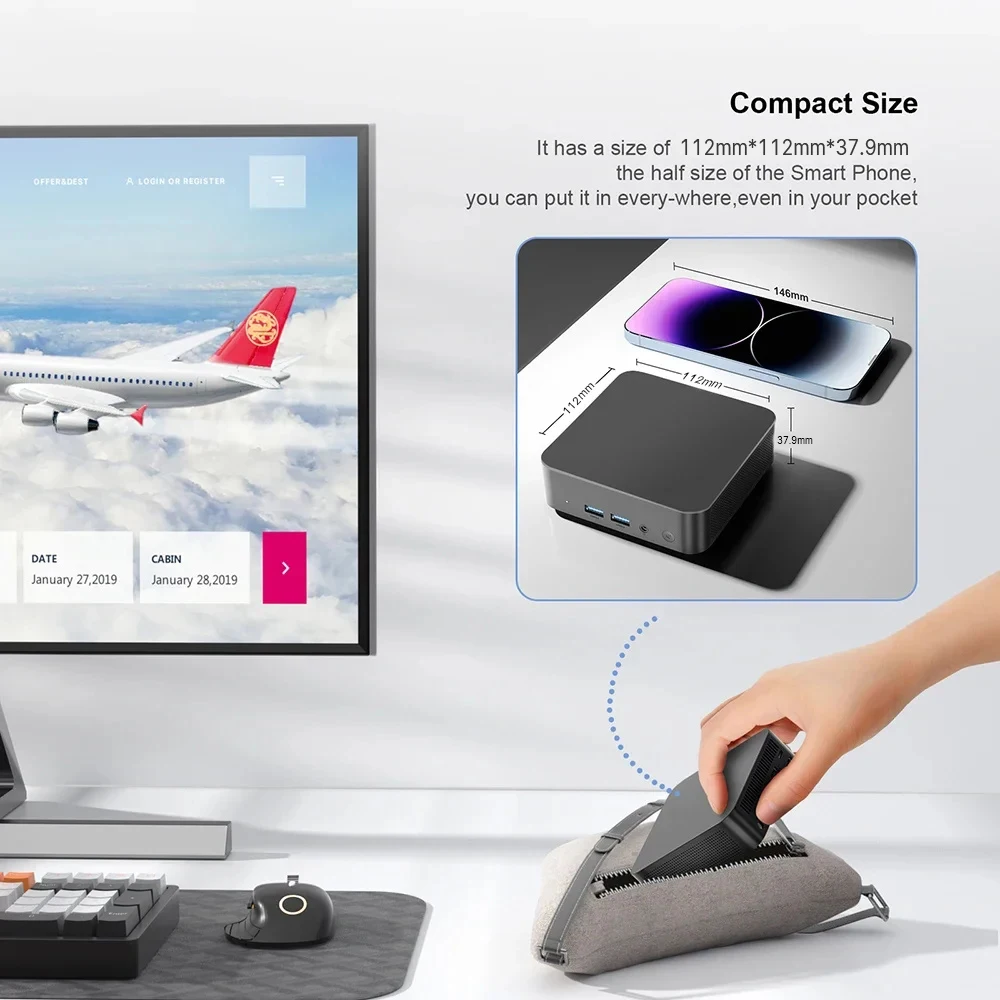 Compact Size
It has a size of 112mm*112mm*37.9mm
the half size of the Smart Phone,
you can put it in every-where,even in your pocket
OFFER&DEST
LOGIN OR REGISTER
146mm
112mm
112mm
37.9mm
DATE
January 27,2019
CABIN
January 28,2019